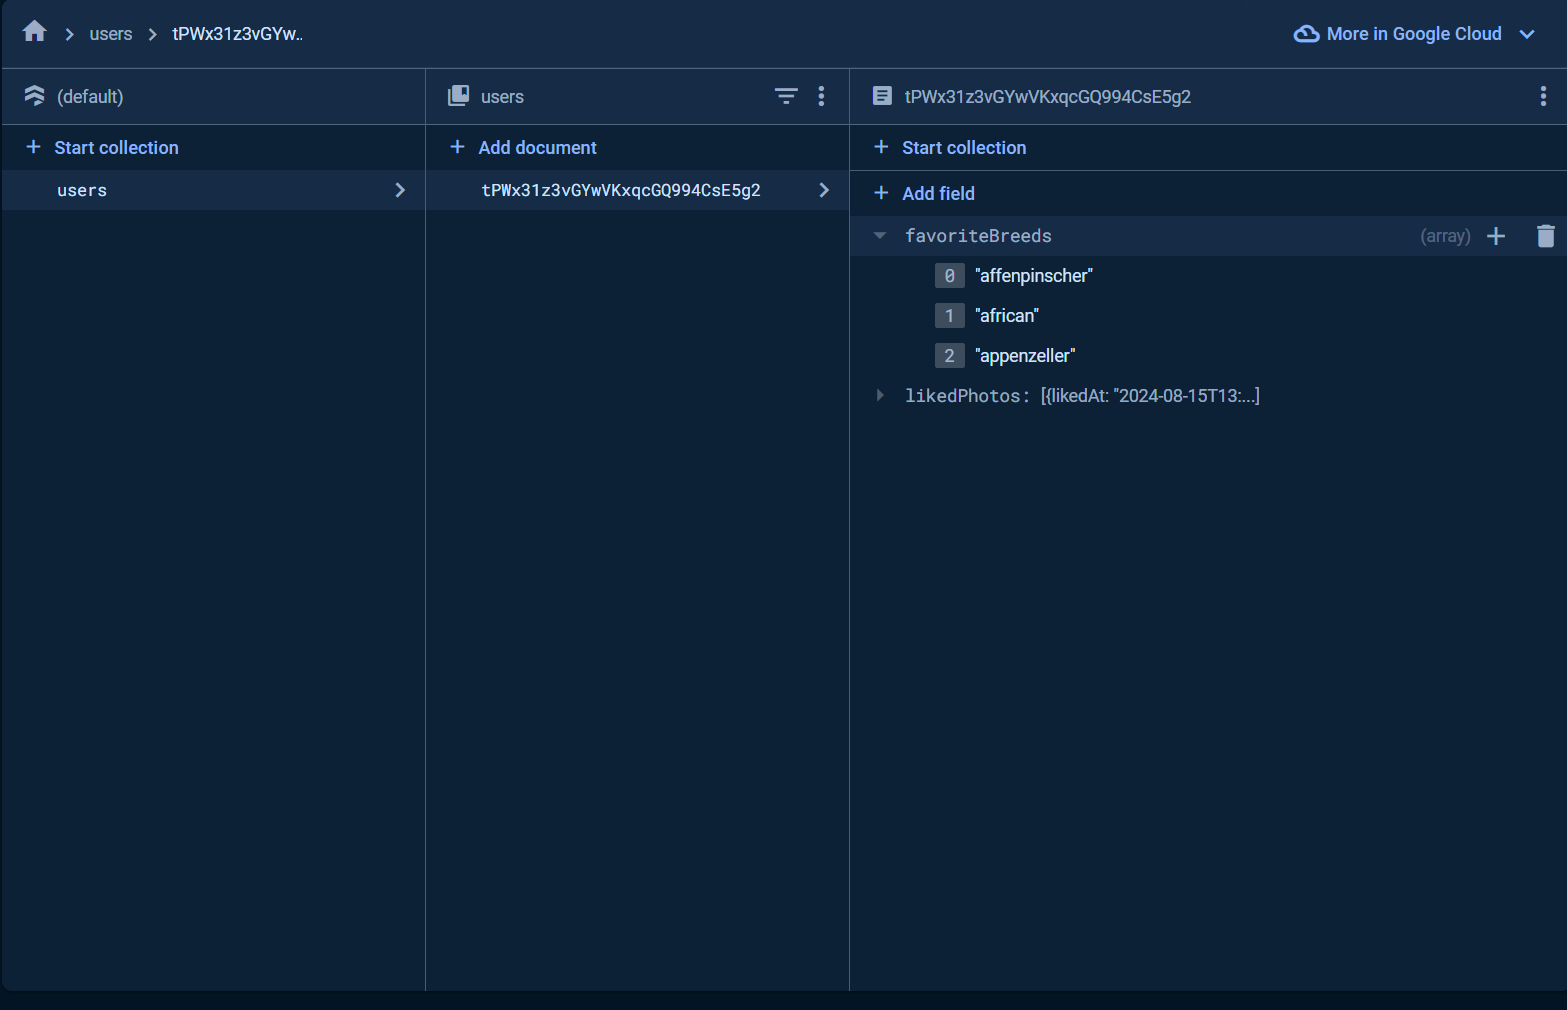 users
tPWx31z3vGYw..
More in Google Cloud
(default)
users
tPWx31z3vGYwVKxqcGQ994CsE5g2
Start collection
Add document
Start collection
users
tPWx31z3vGYwVKxqcGQ994CsE5g2
Add field
favoriteBreeds
(array)
0 "affenpinscher"
1 "african"
2 "appenzeller"
likedPhotos: [{likedAt: "2024-08-15T13:...]